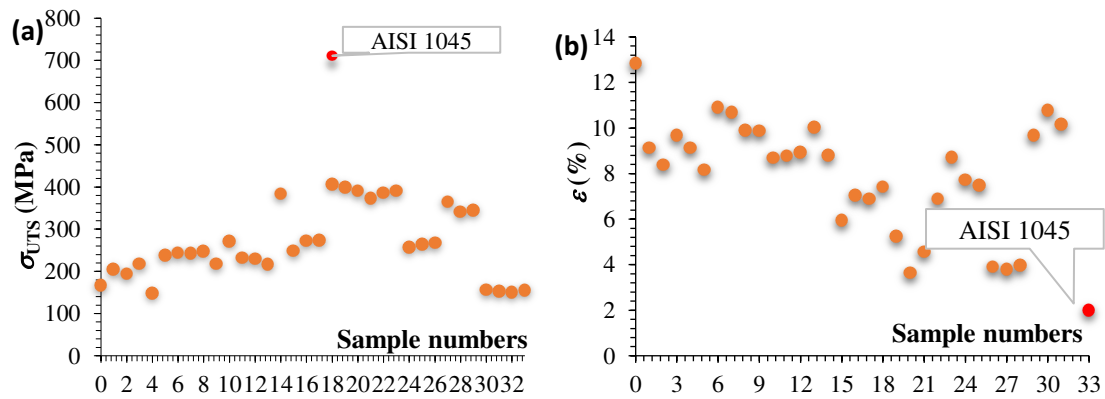 (a)
800
700
600
500
400
300
200
100
0
σUTS (MPa)
AISI 1045
Sample numbers
0 2 4 6 8 10 12 14 16 18 20 22 24 26 28 30 32
(b)
14
12
10
8
6
4
2
0
ε (%)
AISI 1045
Sample numbers
0 3 6 9 12 15 18 21 24 27 30 33